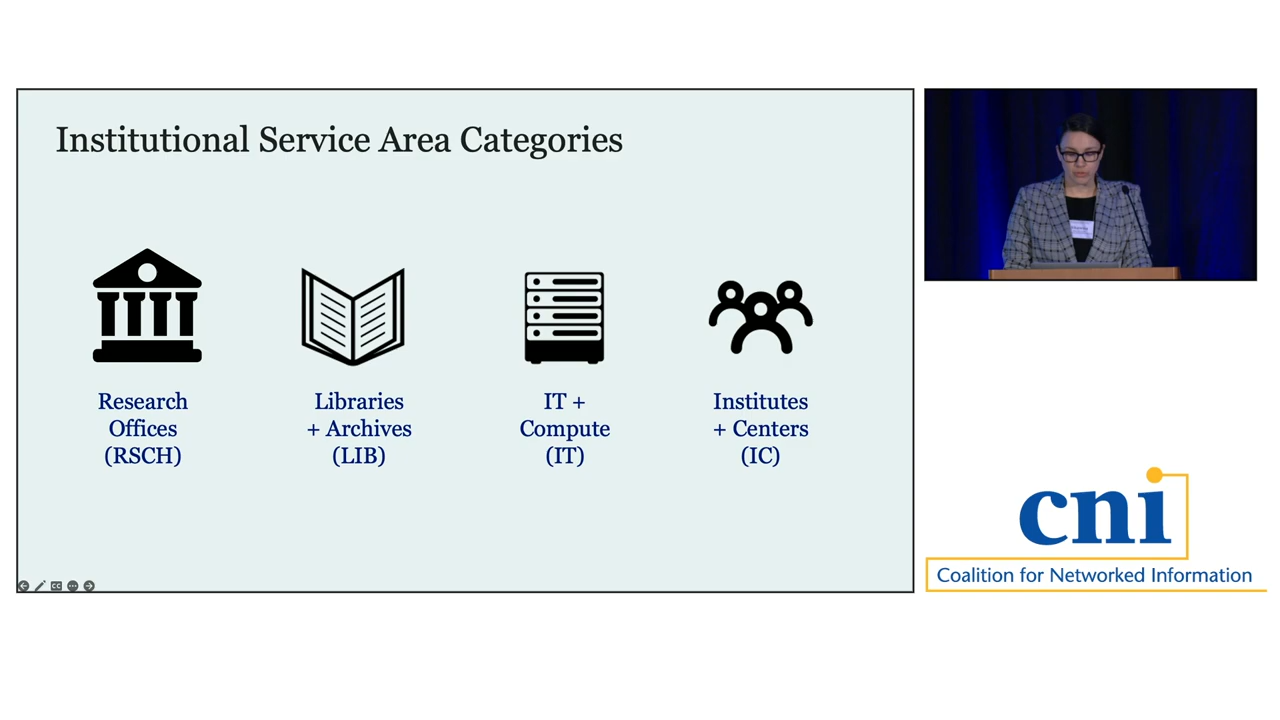 Institutional Service Area Categories
Research
Offices
(RSCH)
Libraries
+ Archives
(LIB)
IT +
Compute
(IT)
Institutes
+ Centers
(IC)
cni
Coalition for Networked Information